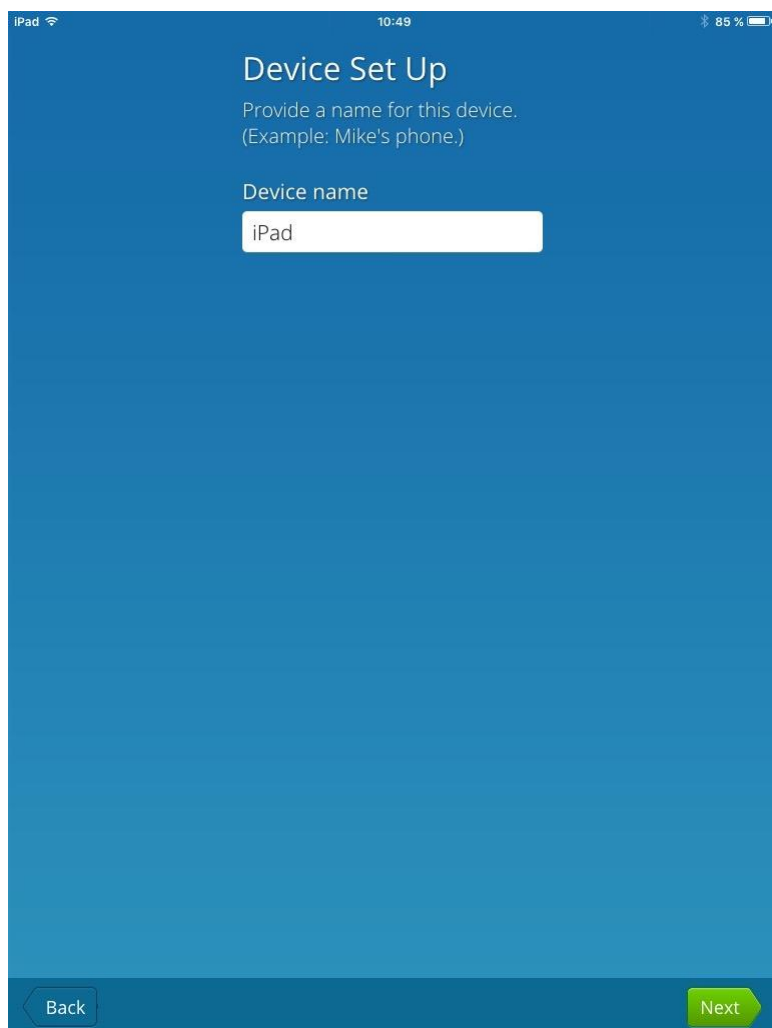 iPad 10:49 85 %
Device Set Up
Provide a name for this device.
(Example: Mike's phone.)
Device name
iPad
Back Next